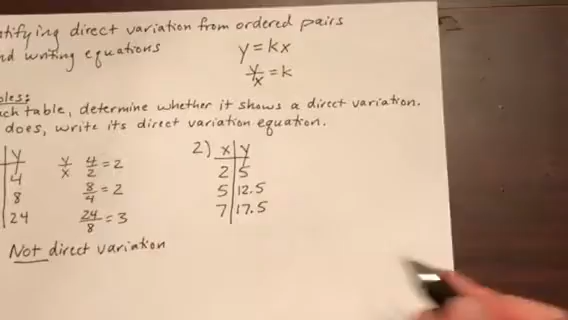 tifying direct variation from ordered pairs
nd writing equations
y = kx
y/x = k
ples:
ch table, determine whether it shows a direct variation.
does, write its direct variation equation.
y
4
8
24
y/x 4/2 = 2
8/4 = 2
24/8 = 3
Not direct variation
2) x y
2 5
5 12.5
7 17.5